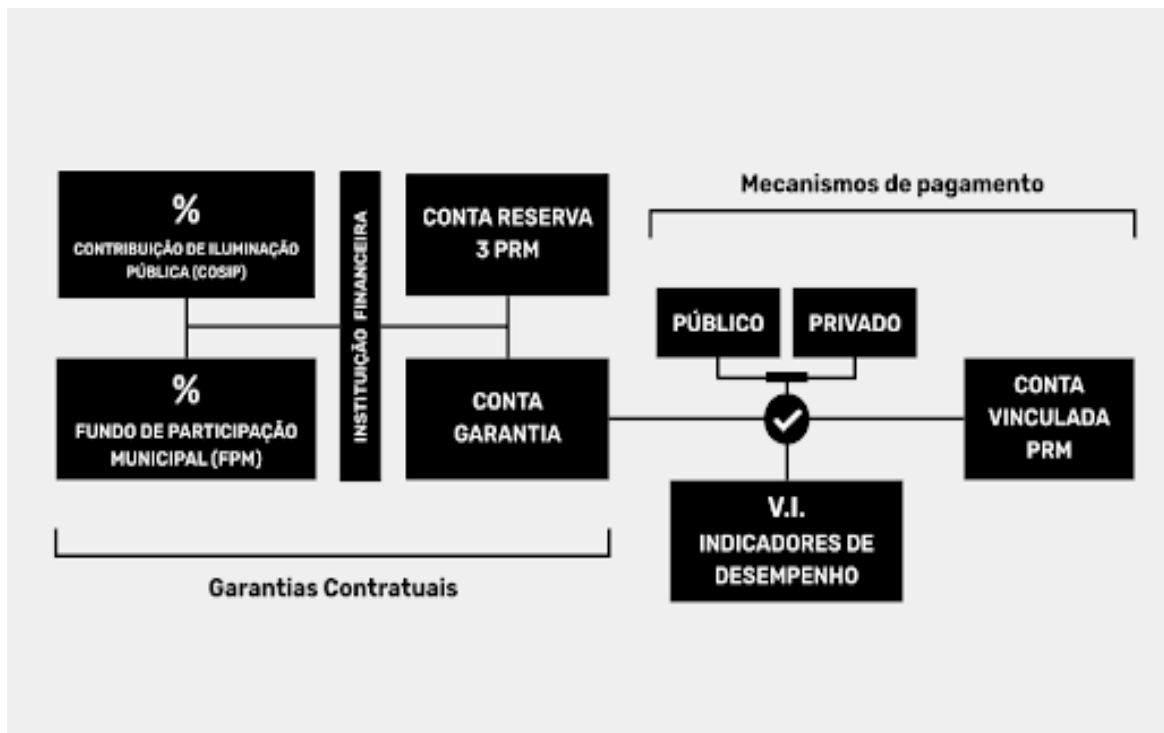 %
CONTRIBUIÇÃO DE ILUMINAÇÃO
PÚBLICA (COSIP)
%
FUNDO DE PARTICIPAÇÃO
MUNICIPAL (FPM)
INSTITUIÇÃO FINANCEIRA
CONTA RESERVA
3 PRM
CONTA
GARANTIA
Garantias Contratuais
Mecanismos de pagamento
PÚBLICO
PRIVADO
V.I.
INDICADORES DE
DESEMPENHO
CONTA
VINCULADA
PRM